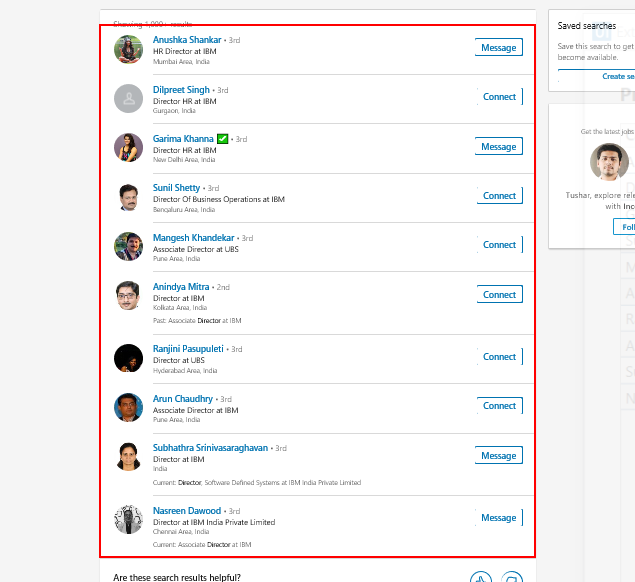 Showing 1,000+ results
Anushka Shankar • 3rd
HR Director at IBM
Mumbai Area, India
Message
Dilpreet Singh • 3rd
Director HR at IBM
Gurgaon, India
Connect
Garima Khanna ✅ • 3rd
Director HR at IBM
New Delhi Area, India
Message
Sunil Shetty • 3rd
Director Of Business Operations at IBM
Bengaluru Area, India
Connect
Mangesh Khandekar • 3rd
Associate Director at UBS
Pune Area, India
Connect
Anindya Mitra • 2nd
Director at IBM
Kolkata Area, India
Past: Associate Director at IBM
Connect
Ranjini Pasupuleti • 3rd
Director at UBS
Hyderabad Area, India
Connect
Arun Chaudhry • 3rd
Associate Director at IBM
Pune Area, India
Connect
Subhathra Srinivasaraghavan • 3rd
Director at IBM
India
Current: Director, Software Defined Systems at IBM India Private Limited
Message
Nasreen Dawood • 3rd
Director at IBM India Private Limited
Chennai Area, India
Current: Associate Director at IBM
Message
Are these search results helpful?
Saved searches
Save this search to get
become available.
Create se
Get the latest jobs
Tushar, explore rele
with Inc
Foll